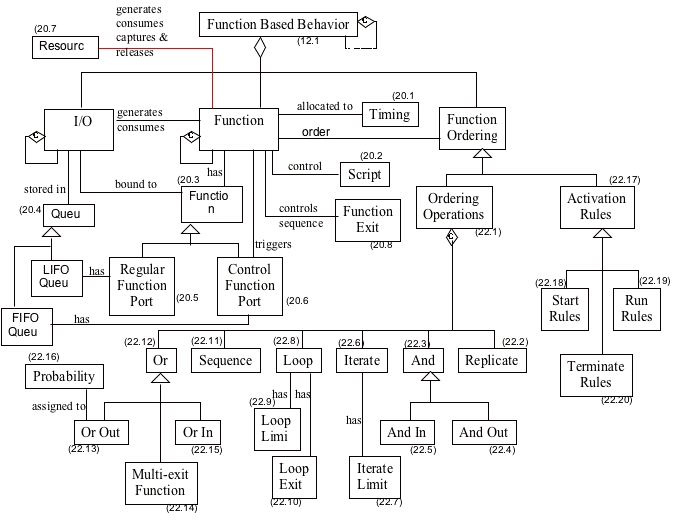 generates
consumes
captures &
releases
(20.7
Resourc
Function Based Behavior
C
(12.1
I/O
C
generates
consumes
Function
C
allocated to
(20.1
Timing
order
Function
Ordering
has
control
(20.2
Script
stored in
bound to
(20.3
Functio
n
(20.4
Queu
controls
sequence
Function
Exit
(20.8
triggers
Ordering
Operations
(22.1)
C
(22.17)
Activation
Rules
LIFO
Queu
has
Regular
Function
Port
(20.5
Control
Function
Port
(20.6
FIFO
Queu
has
(22.18)
Start
Rules
(22.19)
Run
Rules
Terminate
Rules
(22.20)
(22.12)
Or
(22.11)
Sequence
(22.8
Loop
(22.6)
Iterate
(22.3)
And
(22.2)
Replicate
(22.16)
Probability
assigned to
Or Out
(22.13)
Or In
(22.15)
Multi-exit
Function
(22.14)
has
has
(22.9)
Loop
Limi
Loop
Exit
(22.10)
has
Iterate
Limit
(22.7)
And In
(22.5)
And Out
(22.4)